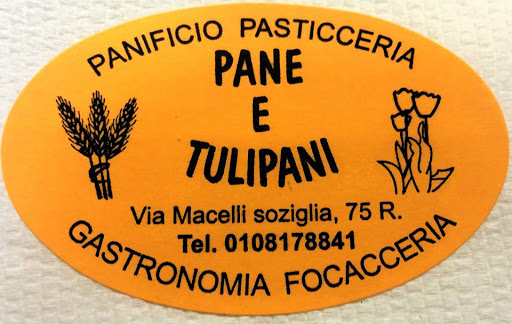 PANIFICIO PASTICCERIA
PANE
E
TULIPANI
Via Macelli soziglia, 75 R.
Tel. 0108178841
GASTRONOMIA FOCACCERIA